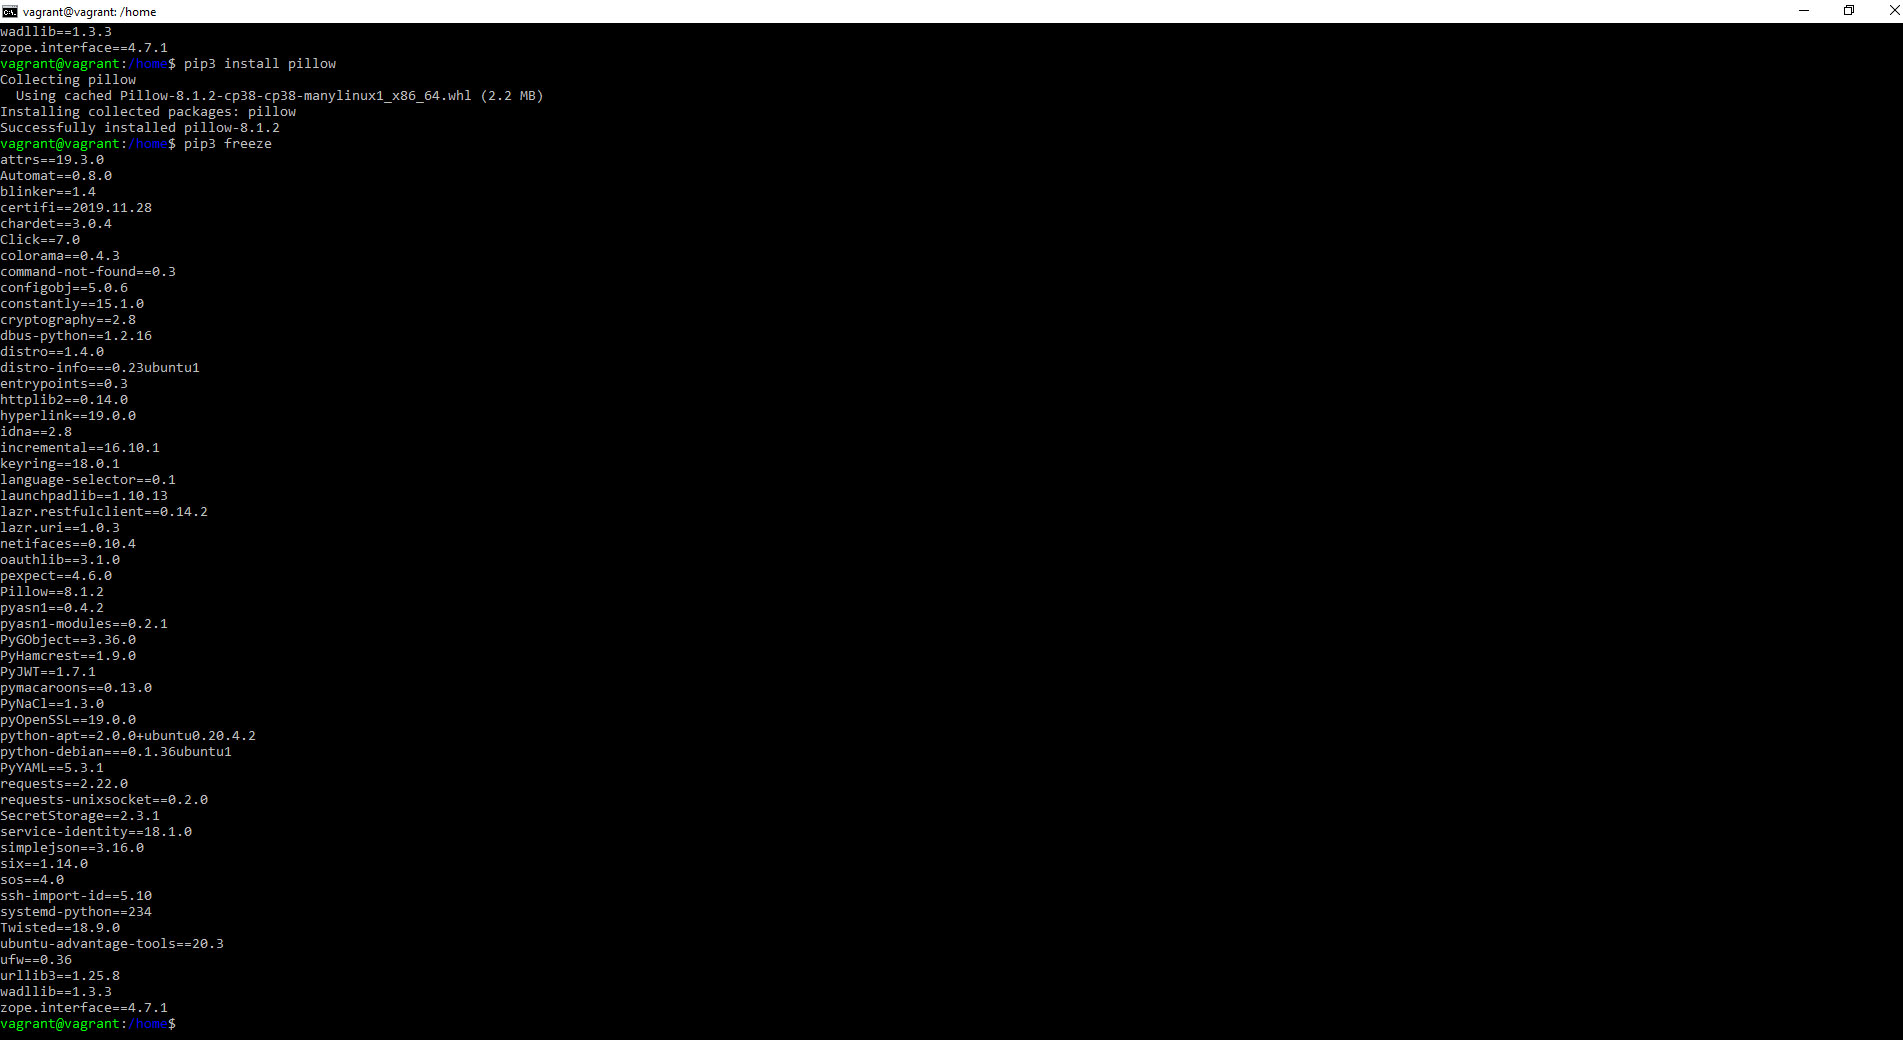 vagrant@vagrant: /home
wadllib==1.3.3
zope.interface==4.7.1
vagrant@vagrant:/home$ pip3 install pillow
Collecting pillow
  Using cached Pillow-8.1.2-cp38-cp38-manylinux1_x86_64.whl (2.2 MB)
Installing collected packages: pillow
Successfully installed pillow-8.1.2
vagrant@vagrant:/home$ pip3 freeze
attrs==19.3.0
Automat==0.8.0
blinker==1.4
certifi==2019.11.28
chardet==3.0.4
Click==7.0
colorama==0.4.3
command-not-found==0.3
configobj==5.0.6
constantly==15.1.0
cryptography==2.8
dbus-python==1.2.16
distro==1.4.0
distro-info===0.23ubuntu1
entrypoints==0.3
httplib2==0.14.0
hyperlink==19.0.0
idna==2.8
incremental==16.10.1
keyring==18.0.1
language-selector==0.1
launchpadlib==1.10.13
lazr.restfulclient==0.14.2
lazr.uri==1.0.3
netifaces==0.10.4
oauthlib==3.1.0
pexpect==4.6.0
Pillow==8.1.2
pyasn1==0.4.2
pyasn1-modules==0.2.1
PyGObject==3.36.0
PyHamcrest==1.9.0
PyJWT==1.7.1
pymacaroons==0.13.0
PyNaCl==1.3.0
pyOpenSSL==19.0.0
python-apt==2.0.0+ubuntu0.20.4.2
python-debian===0.1.36ubuntu1
PyYAML==5.3.1
requests==2.22.0
requests-unixsocket==0.2.0
SecretStorage==2.3.1
service-identity==18.1.0
simplejson==3.16.0
six==1.14.0
sos==4.0
ssh-import-id==5.10
systemd-python==234
Twisted==18.9.0
ubuntu-advantage-tools==20.3
ufw==0.36
urllib3==1.25.8
wadllib==1.3.3
zope.interface==4.7.1
vagrant@vagrant:/home$